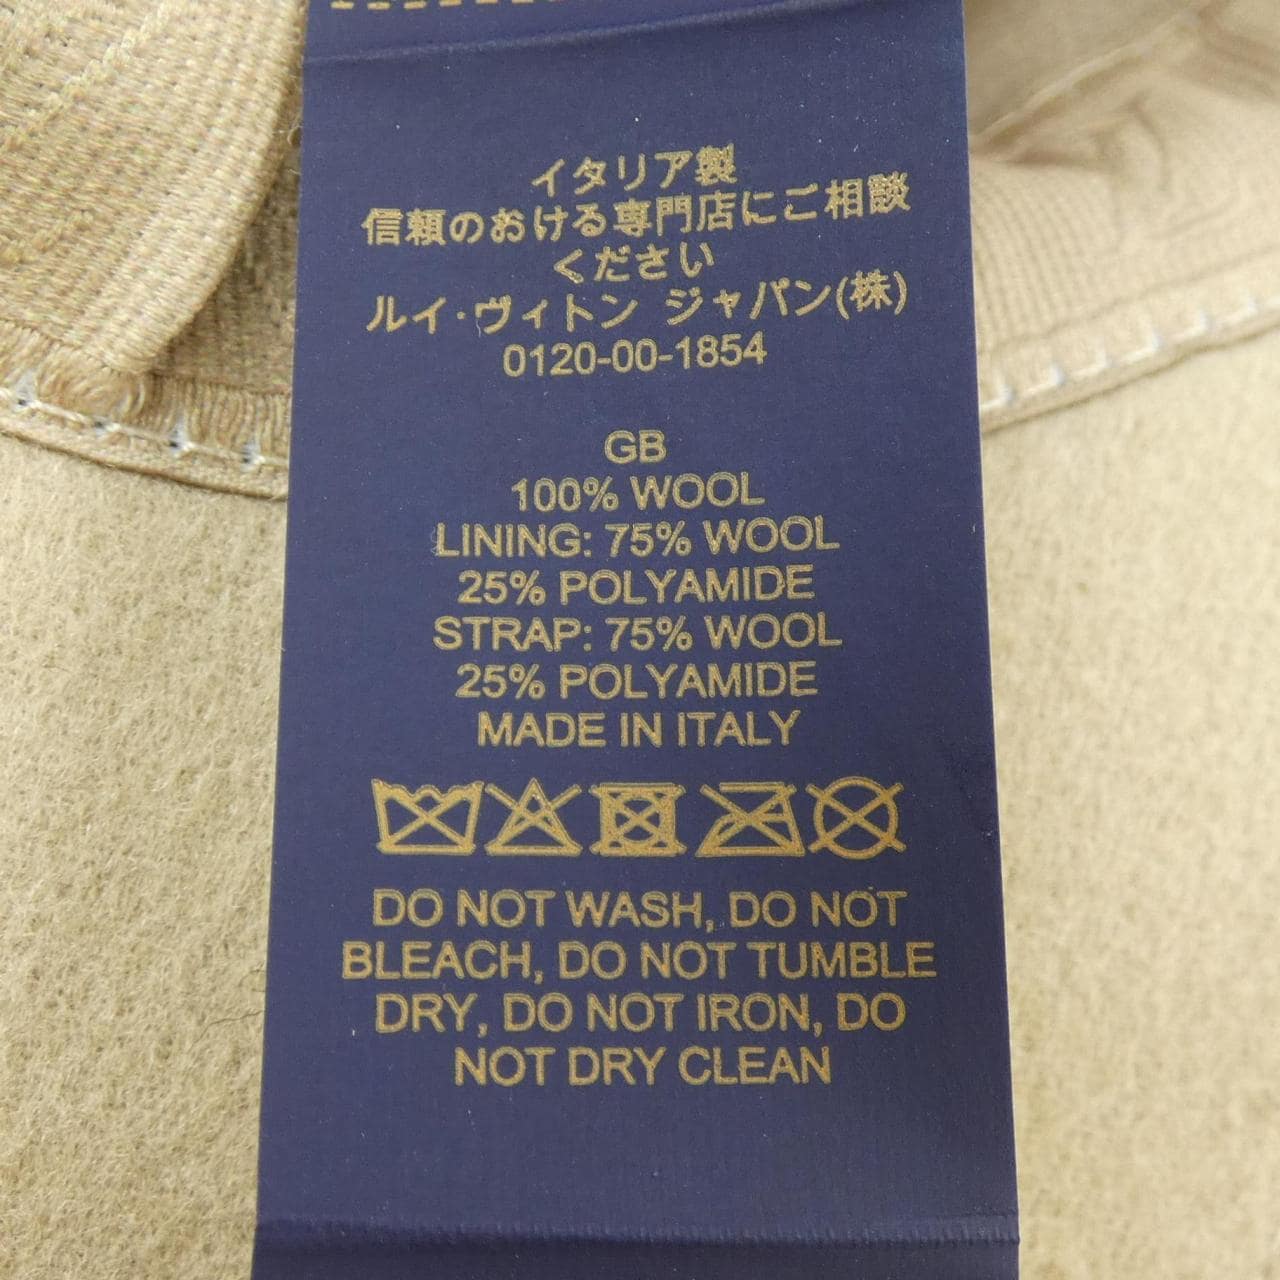 イタリア製
信頼のおける専門店にご相談
ください
ルイ・ヴィトン ジャパン(株)
0120-00-1854
GB
100% WOOL
LINING: 75% WOOL
25% POLYAMIDE
STRAP: 75% WOOL
25% POLYAMIDE
MADE IN ITALY
DO NOT WASH, DO NOT
BLEACH, DO NOT TUMBLE
DRY, DO NOT IRON, DO
NOT DRY CLEAN